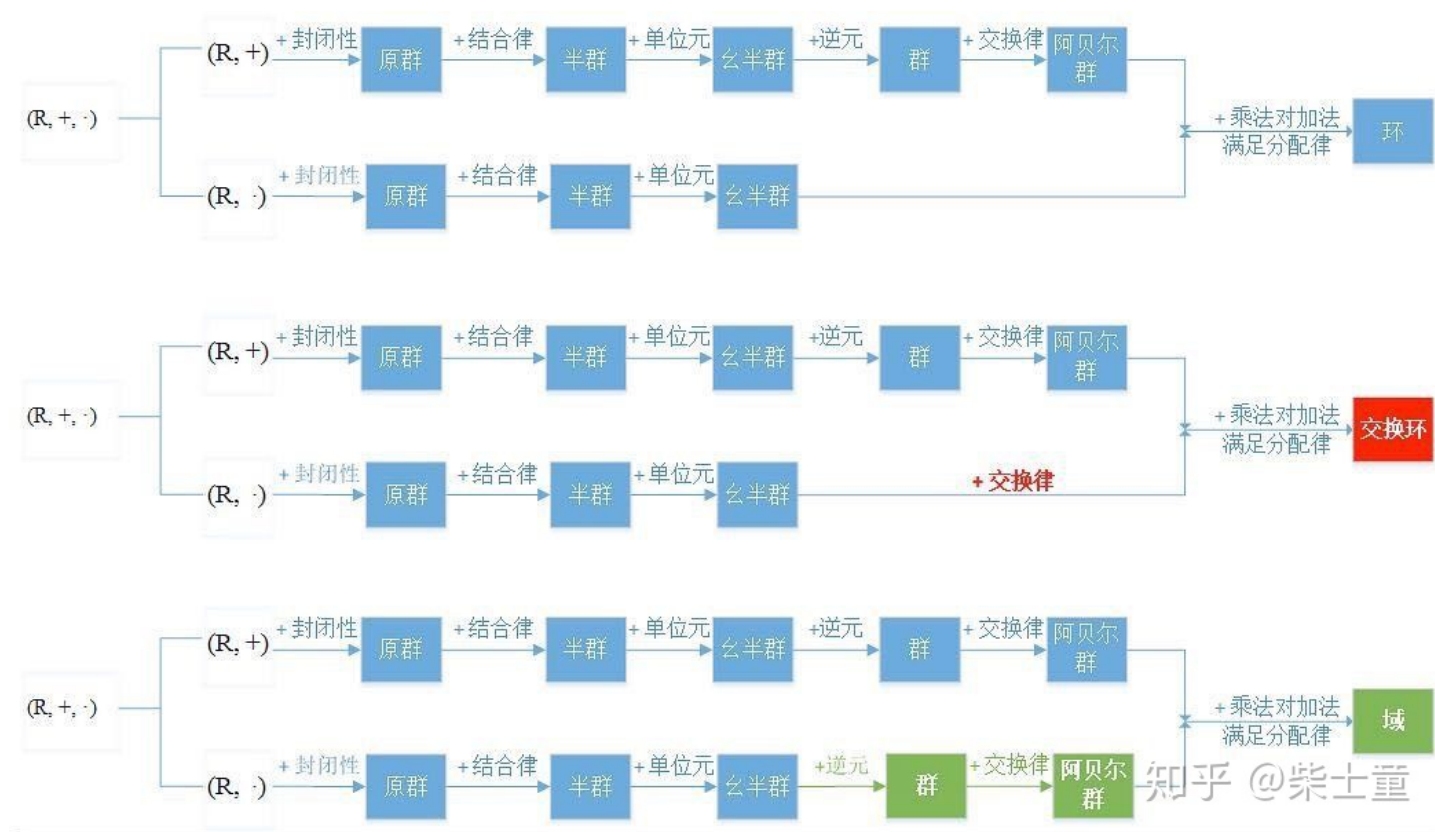 + 封闭性
+ 结合律
+ 单位元
+逆元
+ 交换律
(R, +)
原群
半群
幺半群
群
阿贝尔
群
(R, +, ·)
+ 乘法对加法
满足分配律
环
+ 封闭性
+ 结合律
+ 单位元
(R, ·)
原群
半群
幺半群
+ 封闭性
+ 结合律
+ 单位元
+逆元
+ 交换律
(R, +)
原群
半群
幺半群
群
阿贝尔
群
(R, +, ·)
+ 乘法对加法
满足分配律
交换环
+ 封闭性
+ 结合律
+ 单位元
+ 交换律
(R, ·)
原群
半群
幺半群
+ 封闭性
+ 结合律
+ 单位元
+逆元
+ 交换律
(R, +)
原群
半群
幺半群
群
阿贝尔
群
(R, +, ·)
+ 乘法对加法
满足分配律
域
+ 封闭性
+ 结合律
+ 单位元
+逆元
+ 交换律
(R, ·)
原群
半群
幺半群
群
阿贝尔
群
知乎 @柴士童